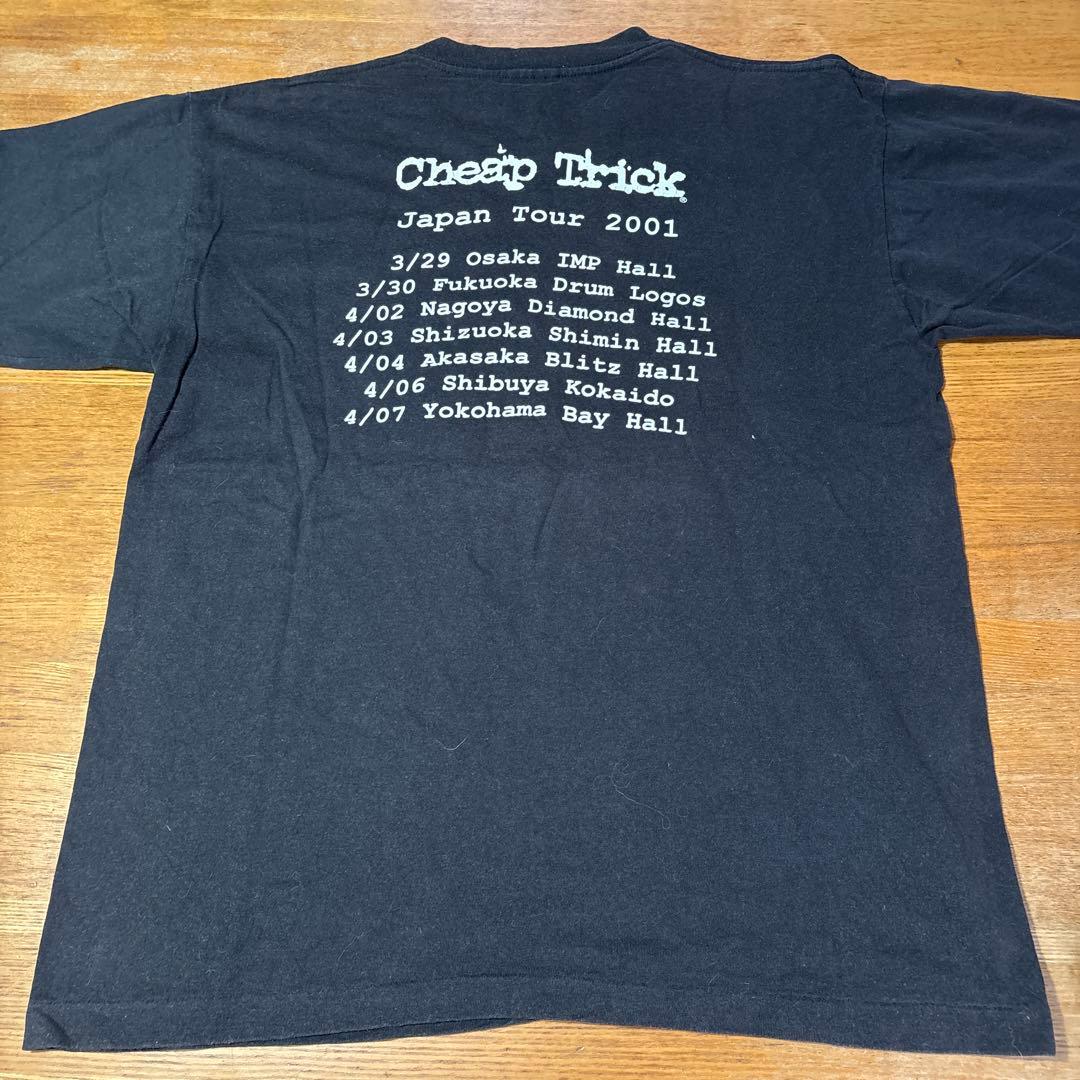 Cheap Trick®
Japan Tour 2001
3/29 Osaka IMP Hall
3/30 Fukuoka Drum Logos
4/02 Nagoya Diamond Hall
4/03 Shizuoka Shimin Hall
4/04 Akasaka Blitz Hall
4/06 Shibuya Kokaido
4/07 Yokohama Bay Hall